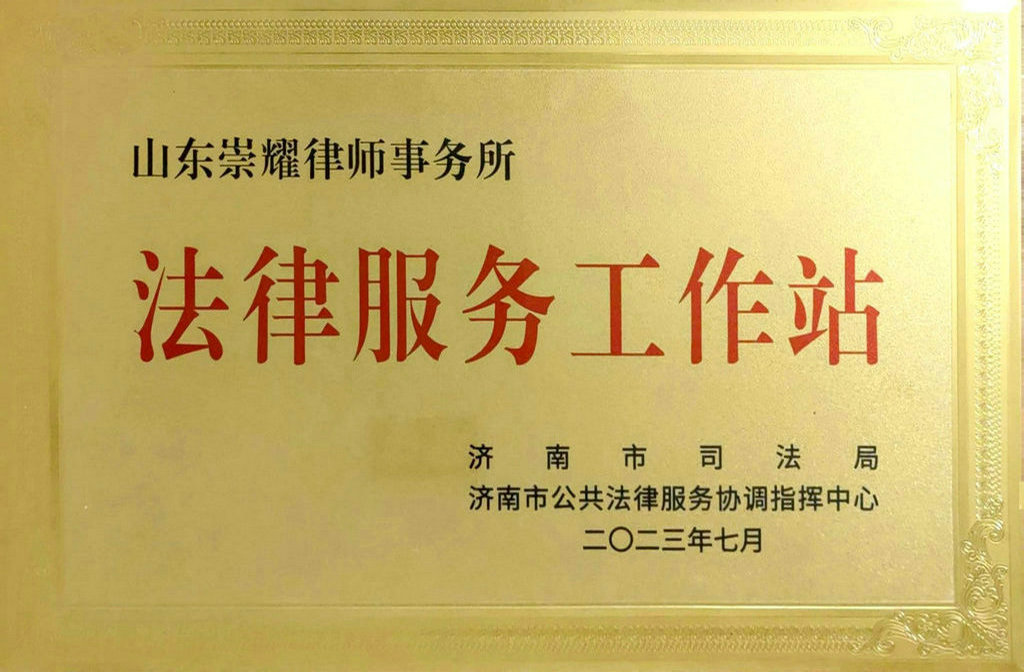 山东崇耀律师事务所
法律服务工作站
济南市司法局
济南市公共法律服务协调指挥中心
二〇二三年七月